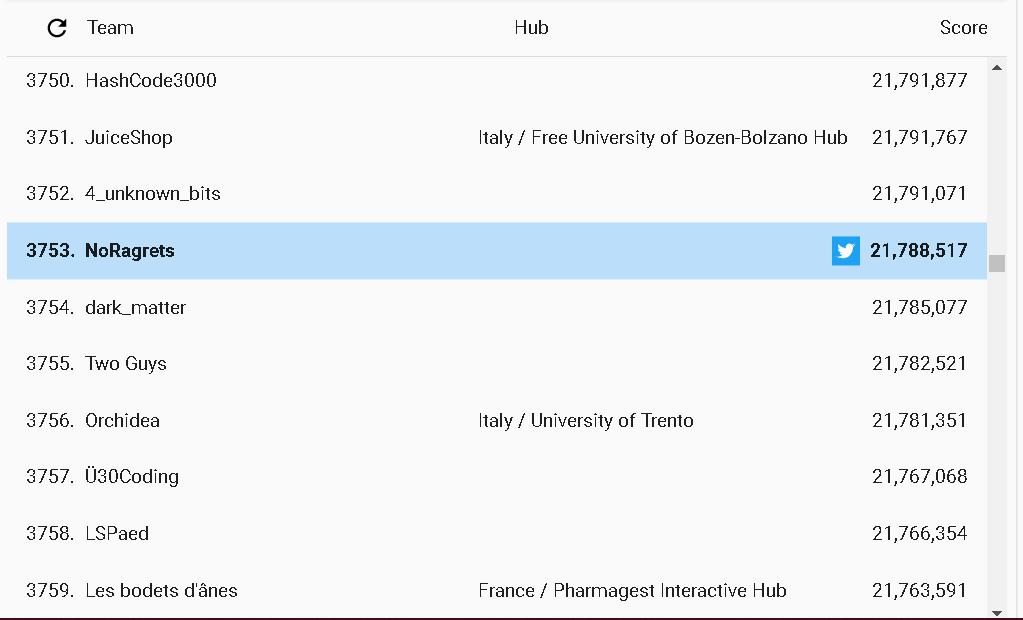 Team Hub Score
3750. HashCode3000 21,791,877
3751. JuiceShop Italy / Free University of Bozen-Bolzano Hub 21,791,767
3752. 4_unknown_bits 21,791,071
3753. NoRagrets 21,788,517
3754. dark_matter 21,785,077
3755. Two Guys 21,782,521
3756. Orchidea Italy / University of Trento 21,781,351
3757. Ü30Coding 21,767,068
3758. LSPaed 21,766,354
3759. Les bodets d'ânes France / Pharmagest Interactive Hub 21,763,591